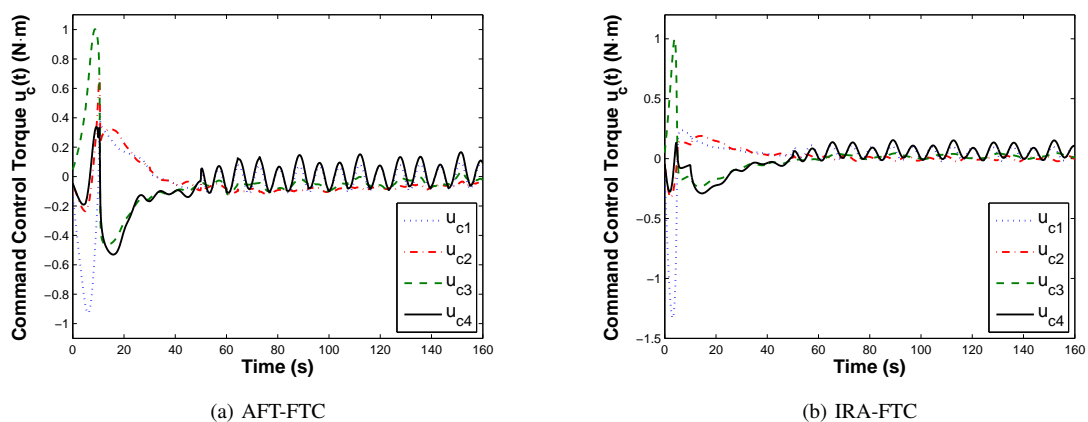 Command Control Torque u_c(t) (N·m)
1
0.8
0.6
0.4
0.2
0
−0.2
−0.4
−0.6
−0.8
−1
0 20 40 60 80 100 120 140 160
Time (s)
u_c1
u_c2
u_c3
u_c4
(a) AFT-FTC
Command Control Torque u_c(t) (N·m)
1
0.5
0
−0.5
−1
−1.5
0 20 40 60 80 100 120 140 160
Time (s)
u_c1
u_c2
u_c3
u_c4
(b) IRA-FTC